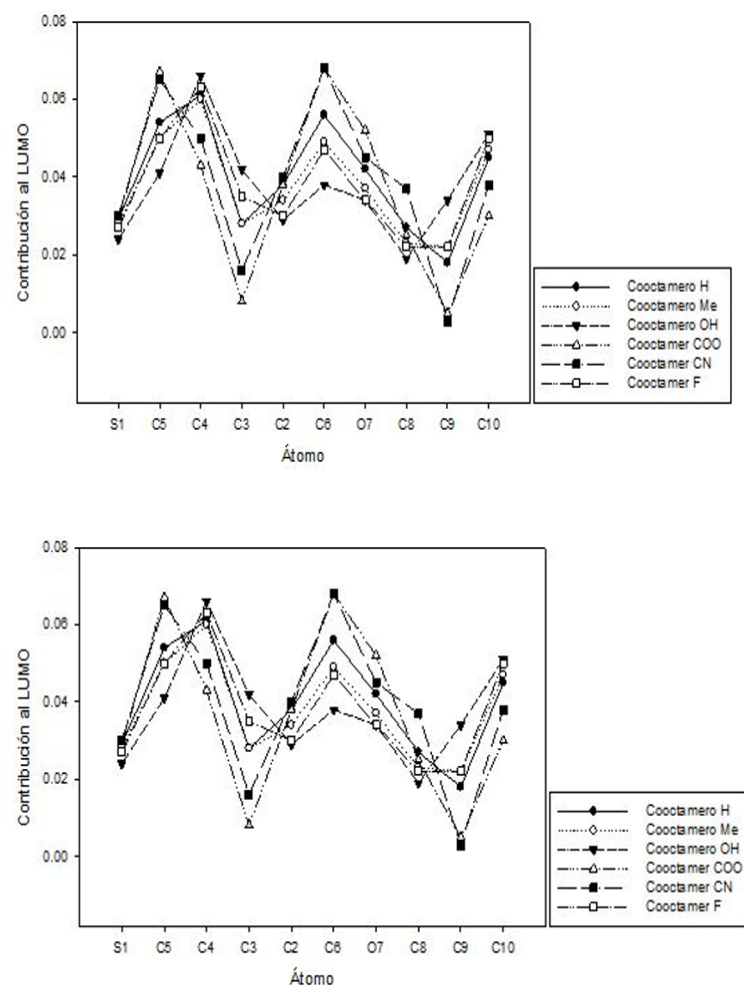 0.08
0.06
0.04
0.02
0.00
Contribución al LUMO
S1 C5 C4 C3 C2 C6 O7 C8 C9 C10
Átomo
Cooctamero H
Cooctamero Me
Cooctamero OH
Cooctamer COO
Cooctamer CN
Cooctamer F
0.08
0.06
0.04
0.02
0.00
Contribución al LUMO
S1 C5 C4 C3 C2 C6 O7 C8 C9 C10
Átomo
Cooctamero H
Cooctamero Me
Cooctamero OH
Cooctamer COO
Cooctamer CN
Cooctamer F